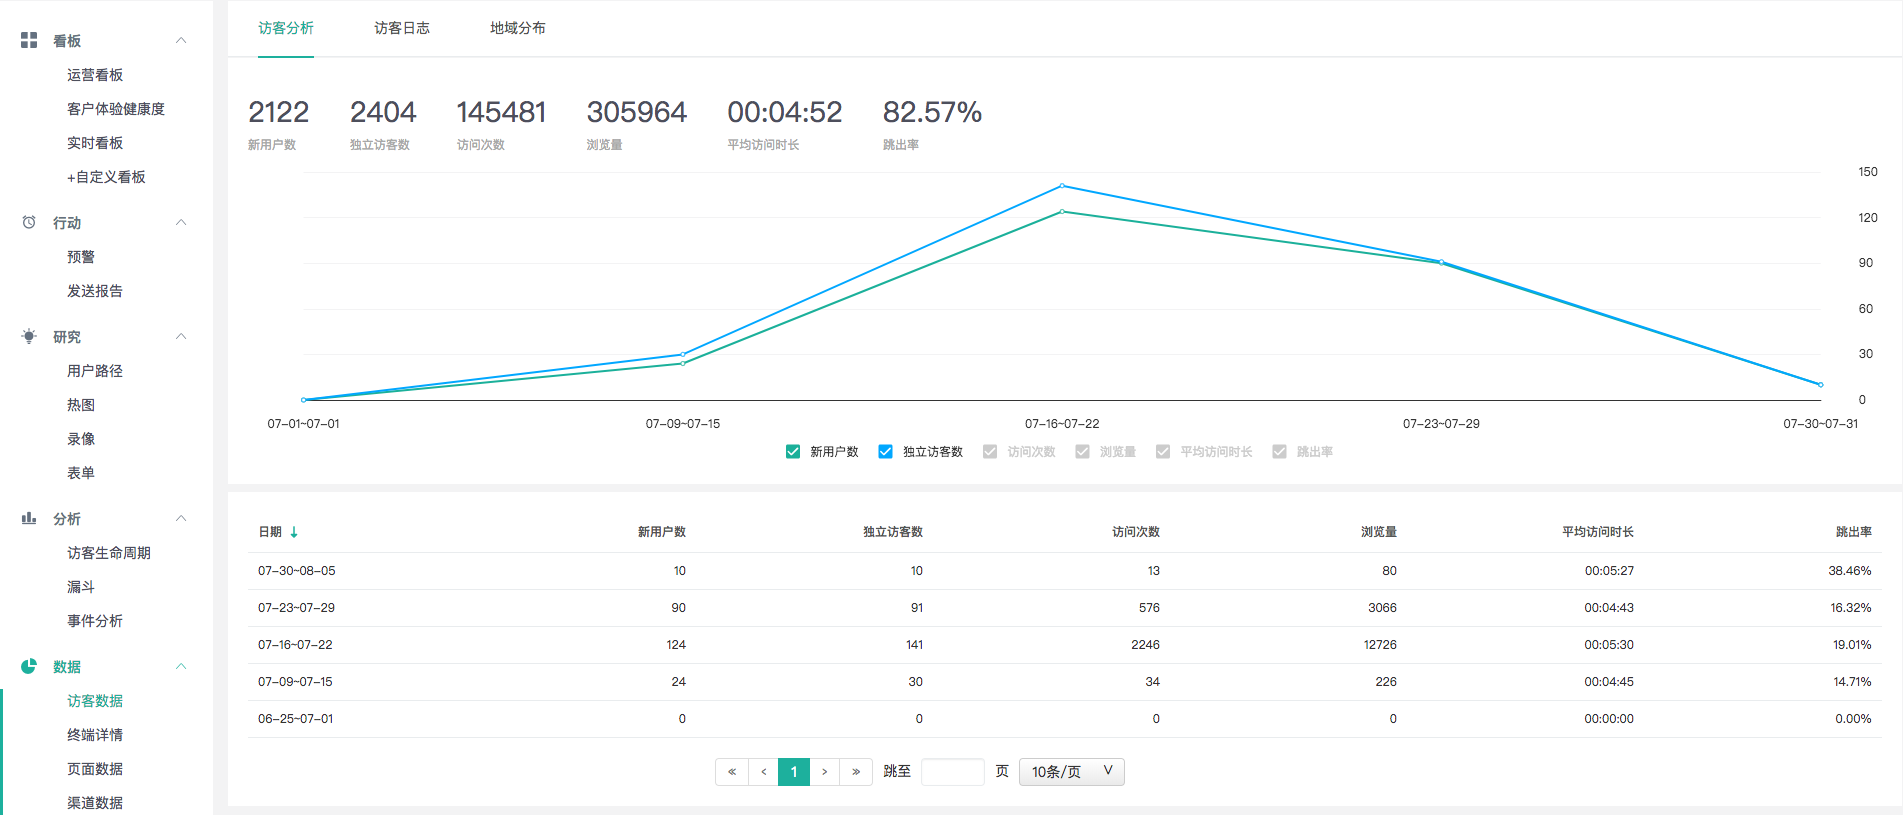 看板
运营看板
客户体验健康度
实时看板
+自定义看板
行动
预警
发送报告
研究
用户路径
热图
录像
表单
分析
访客生命周期
漏斗
事件分析
数据
访客数据
终端详情
页面数据
渠道数据
访客分析 访客日志 地域分布
2122 2404 145481 305964 00:04:52 82.57%
新用户数 独立访客数 访问次数 浏览量 平均访问时长 跳出率
150
120
90
60
30
0
07-01~07-01 07-09~07-15 07-16~07-22 07-23~07-29 07-30~07-31
新用户数 独立访客数 访问次数 浏览量 平均访问时长 跳出率
日期 ↓ 新用户数 独立访客数 访问次数 浏览量 平均访问时长 跳出率
07-30~08-05 10 10 13 80 00:05:27 38.46%
07-23~07-29 90 91 576 3066 00:04:43 16.32%
07-16~07-22 124 141 2246 12726 00:05:30 19.01%
07-09~07-15 24 30 34 226 00:04:45 14.71%
06-25~07-01 0 0 0 0 00:00:00 0.00%
« ‹ 1 › » 跳至 页 10条/页 V